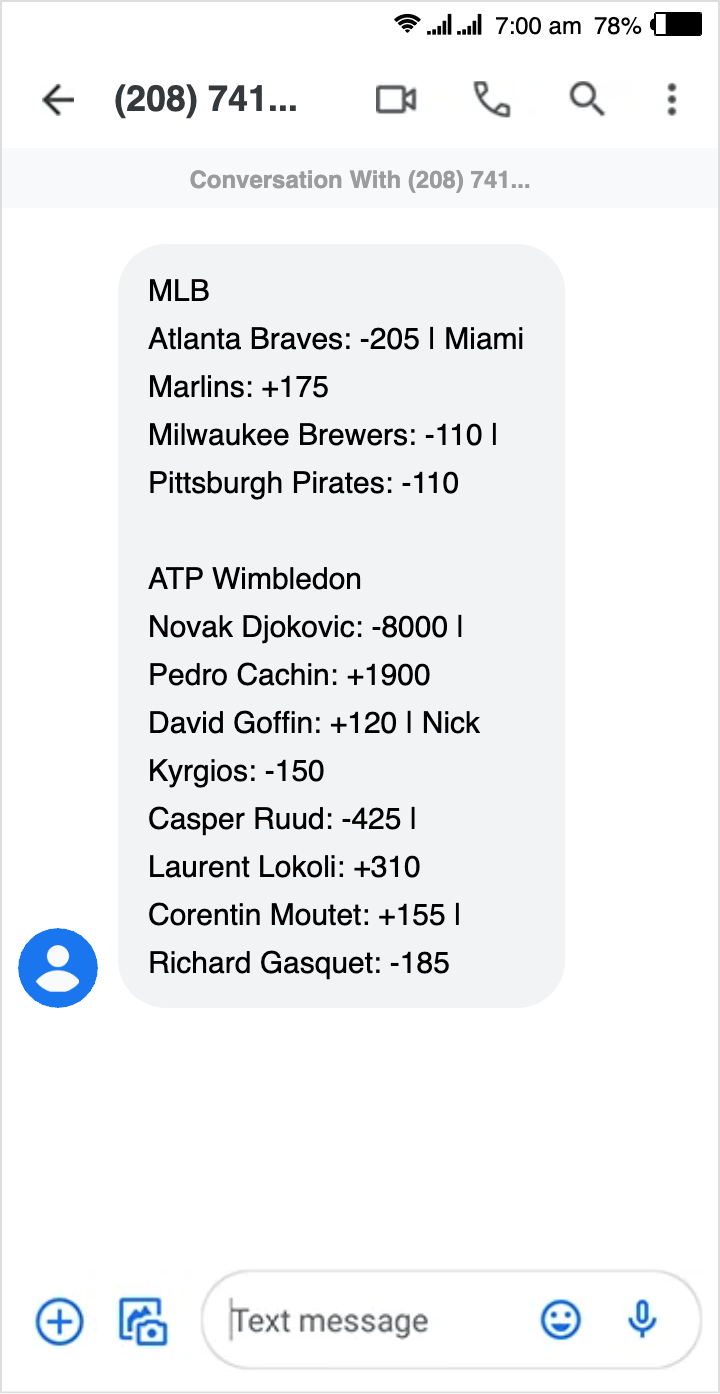 7:00 am 78%
(208) 741...
Conversation With (208) 741...
MLB
Atlanta Braves: -205 | Miami
Marlins: +175
Milwaukee Brewers: -110 |
Pittsburgh Pirates: -110
ATP Wimbledon
Novak Djokovic: -8000 |
Pedro Cachin: +1900
David Goffin: +120 | Nick
Kyrgios: -150
Casper Ruud: -425 |
Laurent Lokoli: +310
Corentin Moutet: +155 |
Richard Gasquet: -185
Text message